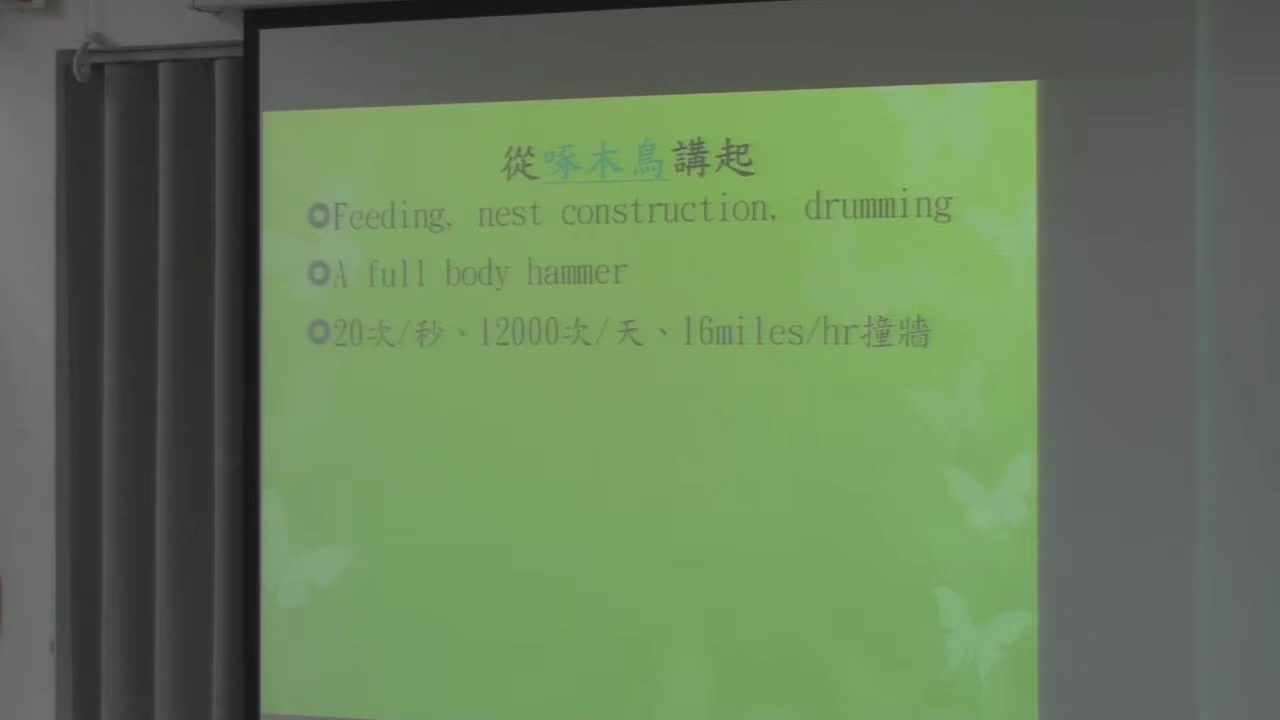 從啄木鳥講起
Feeding, nest construction, drumming
A full body hammer
20次/秒、12000次/天、16miles/hr撞牆